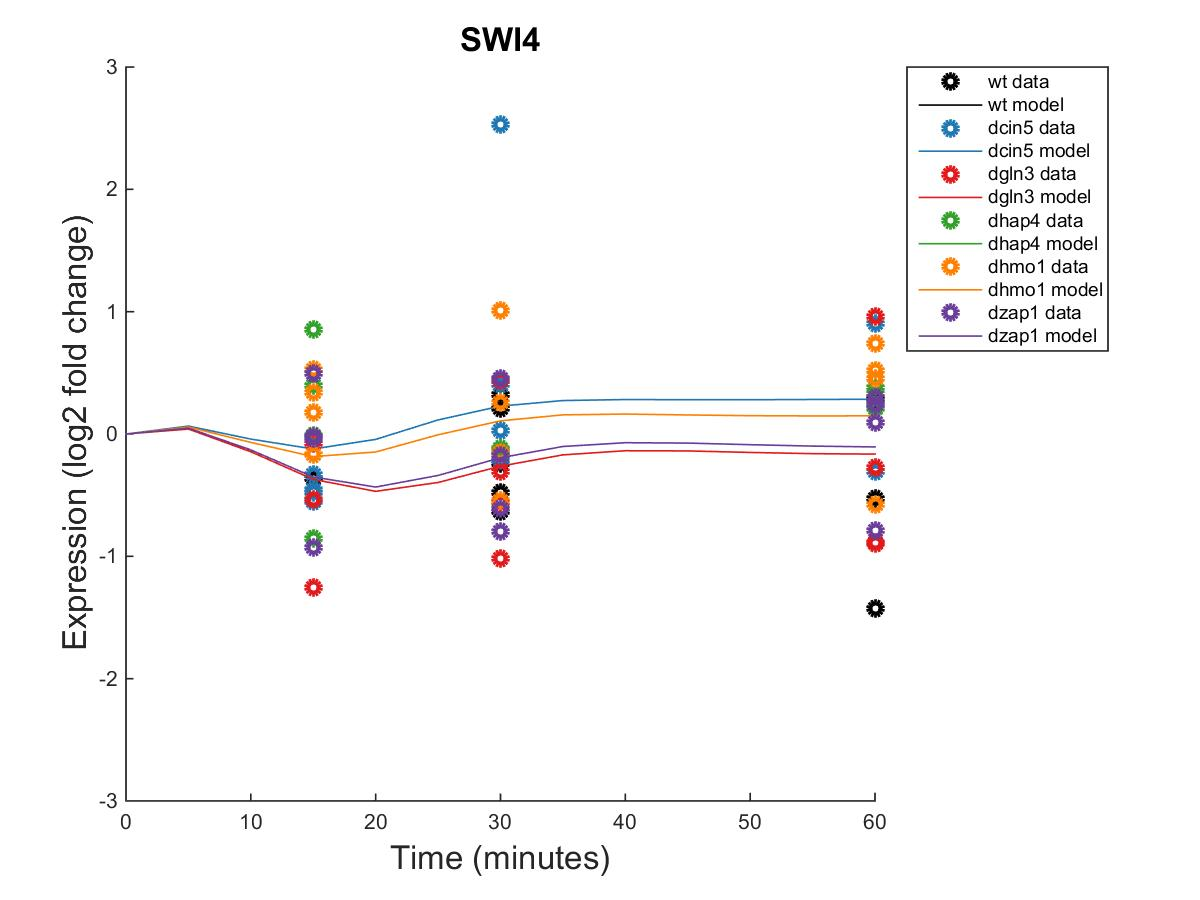 SWI4
3
2
1
0
-1
-2
-3
Expression (log2 fold change)
0 10 20 30 40 50 60
Time (minutes)
wt data
wt model
dcin5 data
dcin5 model
dgln3 data
dgln3 model
dhap4 data
dhap4 model
dhmo1 data
dhmo1 model
dzap1 data
dzap1 model